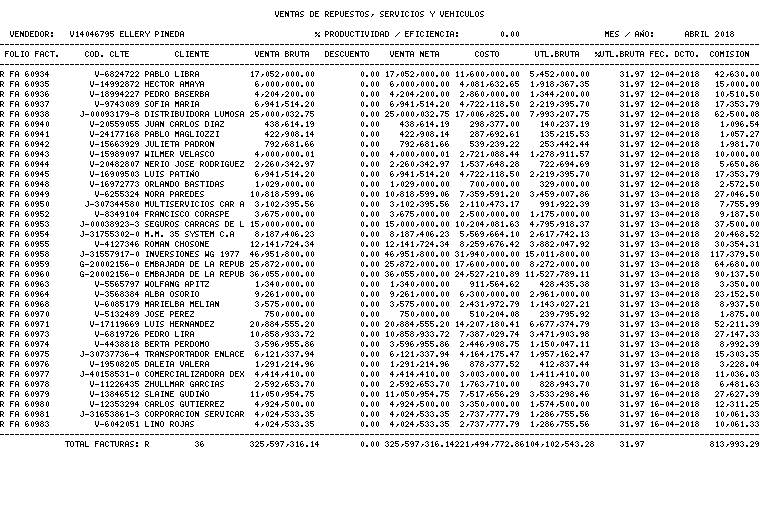 VENTAS DE REPUESTOS, SERVICIOS Y VEHICULOS
VENDEDOR: V14046795 ELLERY PINEDA % PRODUCTIVIDAD / EFICIENCIA: 0.00 MES / AÑO: ABRIL 2018
FOLIO FACT. COD. CLTE CLIENTE VENTA BRUTA DESCUENTO VENTA NETA COSTO UTL.BRUTA %UTL.BRUTA FEC. DCTO. COMISION
R FA 60934 V-6824722 PABLO LIBRA 17,052,000.00 0.00 17,052,000.00 11,600,000.00 5,452,000.00 31.97 12-04-2018 42,630.00
R FA 60935 V-14992872 HECTOR AMAYA 6,000,000.00 0.00 6,000,000.00 4,081,632.65 1,918,367.35 31.97 12-04-2018 15,000.00
R FA 60936 V-18994227 PEDRO BASERAZ 4,204,200.00 0.00 4,204,200.00 2,860,000.00 1,344,200.00 31.97 12-04-2018 10,510.50
R FA 60937 V-9743089 SOFIA MARIA 6,941,514.20 0.00 6,941,514.20 4,722,118.50 2,219,395.70 31.97 12-04-2018 17,353.79
R FA 60938 J-00093179-8 DISTRIBUIDORA LUMOSA 25,000,032.75 0.00 25,000,032.75 17,006,825.00 7,993,207.75 31.97 12-04-2018 62,500.08
R FA 60940 V-20559055 JUAN CARLOS DIAZ 438,614.19 0.00 438,614.19 298,377.00 140,237.19 31.97 12-04-2018 1,096.54
R FA 60941 V-24177168 PABLO MAGLIOZZI 422,908.14 0.00 422,908.14 287,692.61 135,215.53 31.97 12-04-2018 1,057.27
R FA 60942 V-15663929 JULIETA PADRON 792,681.66 0.00 792,681.66 539,239.22 253,442.44 31.97 12-04-2018 1,981.70
R FA 60943 V-15989097 WILMER VELASCO 4,000,000.01 0.00 4,000,000.01 2,721,088.44 1,278,911.57 31.97 12-04-2018 10,000.00
R FA 60944 V-20482807 NERIO JOSE RODRIGUEZ 2,260,342.97 0.00 2,260,342.97 1,537,648.28 722,694.69 31.97 12-04-2018 5,650.86
R FA 60945 V-16909503 LUIS PATIÑO 6,941,514.20 0.00 6,941,514.20 4,722,118.50 2,219,395.70 31.97 12-04-2018 17,353.79
R FA 60948 V-16972773 ORLANDO BASTIDAS 1,029,000.00 0.00 1,029,000.00 700,000.00 329,000.00 31.97 12-04-2018 2,572.50
R FA 60949 V-6255324 NORA PAREDES 10,818,599.06 0.00 10,818,599.06 7,359,591.20 3,459,007.86 31.97 13-04-2018 27,046.50
R FA 60950 J-307344580 MULTISERVICIOS CAR A 3,102,395.56 0.00 3,102,395.56 2,110,473.17 991,922.39 31.97 13-04-2018 7,755.99
R FA 60952 V-8349104 FRANCISCO CORASPE 3,675,000.00 0.00 3,675,000.00 2,500,000.00 1,175,000.00 31.97 13-04-2018 9,187.50
R FA 60953 J-00038923-3 SEGUROS CARACAS DE L 15,000,000.00 0.00 15,000,000.00 10,204,081.63 4,795,918.37 31.97 13-04-2018 37,500.00
R FA 60954 J-31755302-0 M.M. 35 SYSTEM C.A 8,187,406.23 0.00 8,187,406.23 5,569,664.10 2,617,742.13 31.97 13-04-2018 20,468.52
R FA 60955 V-4127346 ROMAN CHOSONE 12,141,724.34 0.00 12,141,724.34 8,259,676.42 3,882,047.92 31.97 13-04-2018 30,354.31
R FA 60958 J-31557917-0 INVERSIONES WG 1977 46,951,800.00 0.00 46,951,800.00 31,940,000.00 15,011,800.00 31.97 13-04-2018 117,379.50
R FA 60959 G-20002156-0 EMBAJADA DE LA REPUB 25,872,000.00 0.00 25,872,000.00 17,600,000.00 8,272,000.00 31.97 13-04-2018 64,680.00
R FA 60960 G-20002156-0 EMBAJADA DE LA REPUB 36,055,000.00 0.00 36,055,000.00 24,527,210.89 11,527,789.11 31.97 13-04-2018 90,137.50
R FA 60963 V-5565797 WOLFANG APITZ 1,340,000.00 0.00 1,340,000.00 911,564.62 428,435.38 31.97 13-04-2018 3,350.00
R FA 60964 V-3568384 ALBA OSORIO 9,261,000.00 0.00 9,261,000.00 6,300,000.00 2,961,000.00 31.97 13-04-2018 23,152.50
R FA 60968 V-6085179 MARIELBA MELIAN 3,575,000.00 0.00 3,575,000.00 2,431,972.79 1,143,027.21 31.97 13-04-2018 8,937.50
R FA 60970 V-5132489 JOSE PEREZ 750,000.00 0.00 750,000.00 510,204.08 239,795.92 31.97 13-04-2018 1,875.00
R FA 60971 V-17119669 LUIS HERNANDEZ 20,884,555.20 0.00 20,884,555.20 14,207,180.41 6,677,374.79 31.97 13-04-2018 52,211.39
R FA 60973 V-6819726 PEDRO LIRA 10,858,933.72 0.00 10,858,933.72 7,387,029.74 3,471,903.98 31.97 13-04-2018 27,147.33
R FA 60974 V-4438818 BERTA PERDOMO 3,596,955.86 0.00 3,596,955.86 2,446,908.75 1,150,047.11 31.97 13-04-2018 8,992.39
R FA 60975 J-30737736-4 TRANSPORTADOR ENLACE 6,121,337.94 0.00 6,121,337.94 4,164,175.47 1,957,162.47 31.97 13-04-2018 15,303.35
R FA 60976 V-19508205 DALEIA VALERA 1,291,214.96 0.00 1,291,214.96 878,377.52 412,837.44 31.97 13-04-2018 3,228.04
R FA 60977 J-40158531-0 COMERCIALIZADORA DEX 4,414,410.00 0.00 4,414,410.00 3,003,000.00 1,411,410.00 31.97 13-04-2018 11,036.03
R FA 60978 V-11226435 ZHULLMAR GARCIAS 2,592,653.70 0.00 2,592,653.70 1,763,710.00 828,943.70 31.97 16-04-2018 6,481.63
R FA 60979 V-13846512 SLAINE GUDIÑO 11,050,954.75 0.00 11,050,954.75 7,517,656.29 3,533,298.46 31.97 16-04-2018 27,627.39
R FA 60980 V-12353294 CARLOS GUTIERREZ 4,924,500.00 0.00 4,924,500.00 3,350,000.00 1,574,500.00 31.97 16-04-2018 12,311.25
R FA 60981 J-31653861-3 CORPORACION SERVICAR 4,024,533.35 0.00 4,024,533.35 2,737,777.79 1,286,755.56 31.97 16-04-2018 10,061.33
R FA 60983 V-6042051 LINO ROJAS 4,024,533.35 0.00 4,024,533.35 2,737,777.79 1,286,755.56 31.97 16-04-2018 10,061.33
TOTAL FACTURAS: R 36 325,597,316.14 0.00 325,597,316.14 221,494,772.86 104,102,543.28 31.97 813,993.29